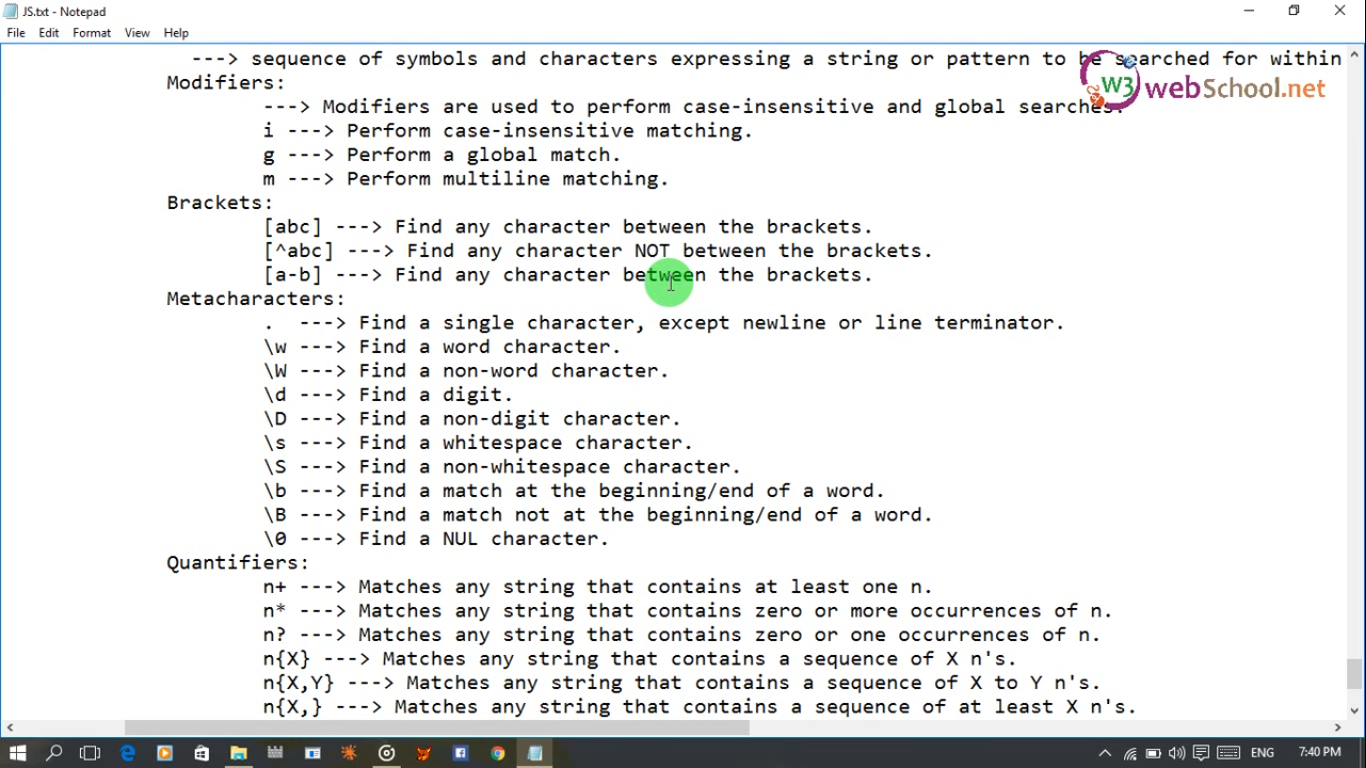 JS.txt - Notepad
File Edit Format View Help
---> sequence of symbols and characters expressing a string or pattern to be searched for within
W3 webSchool.net
Modifiers:
---> Modifiers are used to perform case-insensitive and global searches.
i ---> Perform case-insensitive matching.
g ---> Perform a global match.
m ---> Perform multiline matching.
Brackets:
[abc] ---> Find any character between the brackets.
[^abc] ---> Find any character NOT between the brackets.
[a-b] ---> Find any character between the brackets.
Metacharacters:
. ---> Find a single character, except newline or line terminator.
\w ---> Find a word character.
\W ---> Find a non-word character.
\d ---> Find a digit.
\D ---> Find a non-digit character.
\s ---> Find a whitespace character.
\S ---> Find a non-whitespace character.
\b ---> Find a match at the beginning/end of a word.
\B ---> Find a match not at the beginning/end of a word.
\0 ---> Find a NUL character.
Quantifiers:
n+ ---> Matches any string that contains at least one n.
n* ---> Matches any string that contains zero or more occurrences of n.
n? ---> Matches any string that contains zero or one occurrences of n.
n{X} ---> Matches any string that contains a sequence of X n's.
n{X,Y} ---> Matches any string that contains a sequence of X to Y n's.
n{X,} ---> Matches any string that contains a sequence of at least X n's.
ENG 7:40 PM